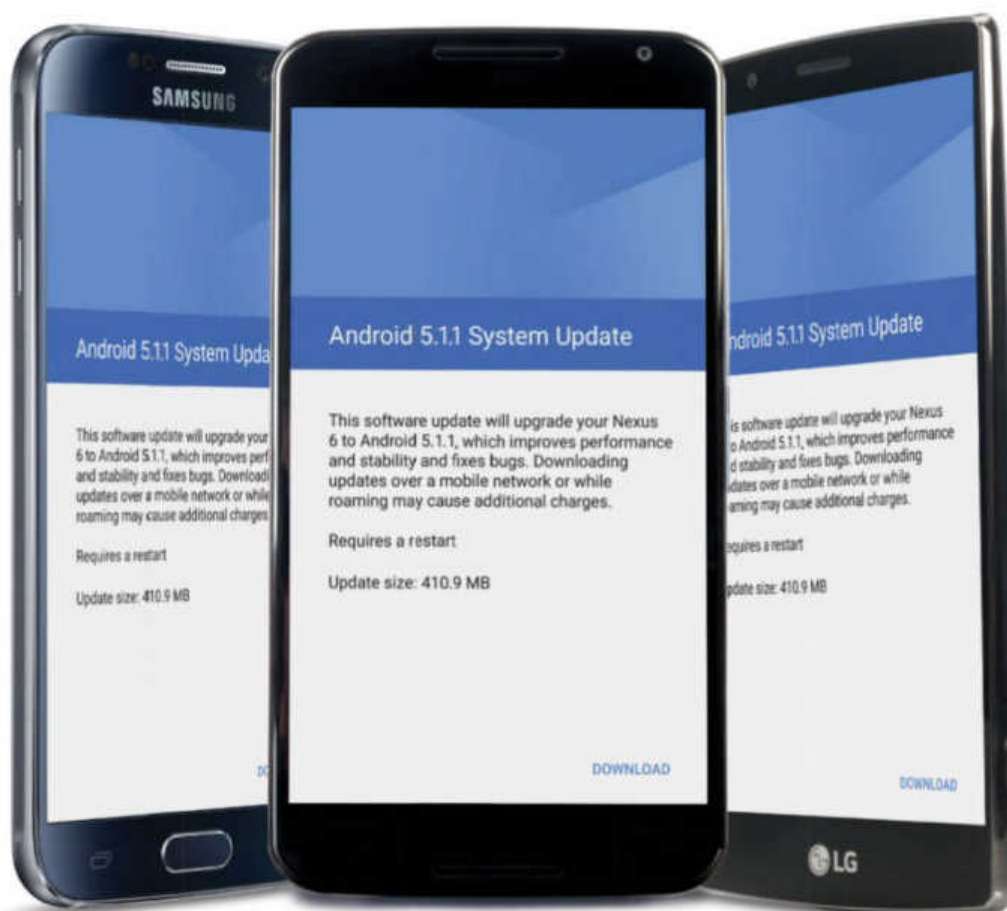 SAMSUNG
Android 5.1.1 System Upda
This software update will upgrade your
6 to Android 5.1.1, which improves perf
and stability and fixes bugs. Downloadi
updates over a mobile network or while
roaming may cause additional charges.
Requires a restart
Update size: 410.9 MB
Android 5.1.1 System Update
This software update will upgrade your Nexus
6 to Android 5.1.1, which improves performance
and stability and fixes bugs. Downloading
updates over a mobile network or while
roaming may cause additional charges.
Requires a restart
Update size: 410.9 MB
DOWNLOAD
ndroid 5.1.1 System Update
is software update will upgrade your Nexus
o Android 5.1.1, which improves performance
d stability and fixes bugs. Downloading
dates over a mobile network or while
aming may cause additional charges.
equires a restart
pdate size: 410.9 MB
DOWNLOAD
LG